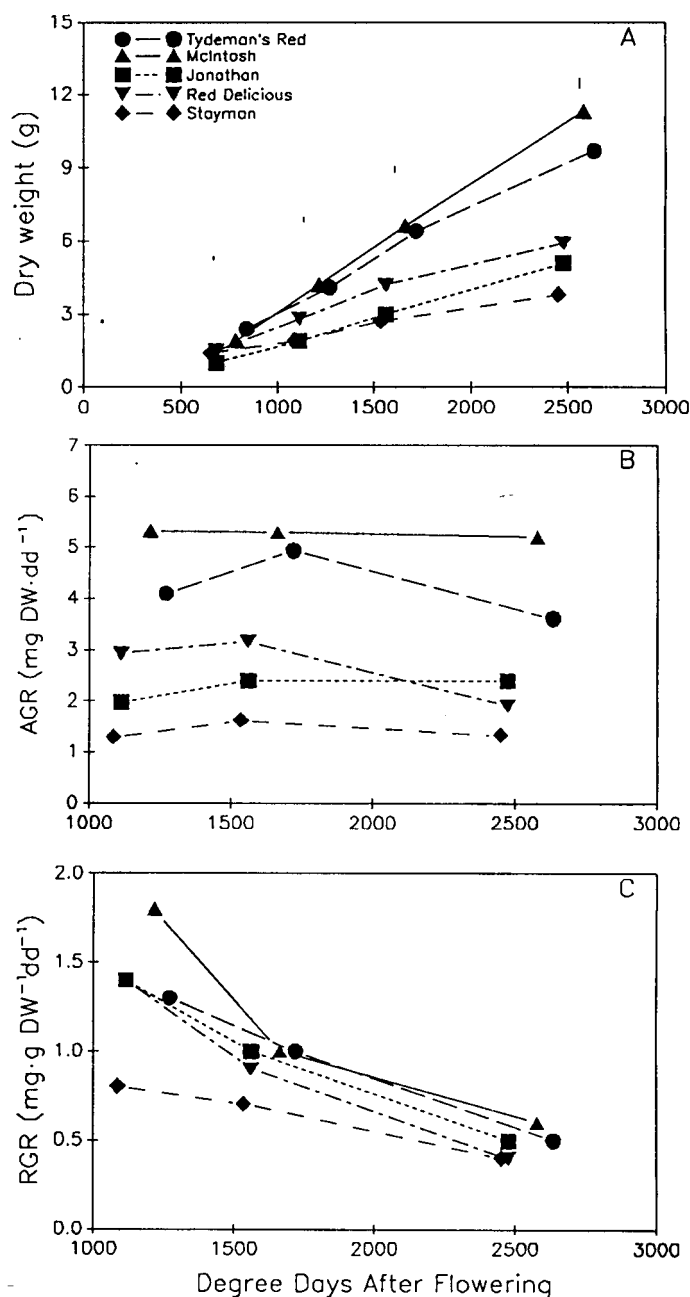 A
Tydeman's Red
McIntosh
Jonathan
Red Delicious
Stayman
15
12
9
6
3
0
Dry weight (g)
0 500 1000 1500 2000 2500 3000
B
7
6
5
4
3
2
1
0
AGR (mg DW·dd⁻¹)
1000 1500 2000 2500 3000
C
2.0
1.5
1.0
0.5
0.0
RGR (mg·g DW⁻¹dd⁻¹)
1000 1500 2000 2500 3000
Degree Days After Flowering